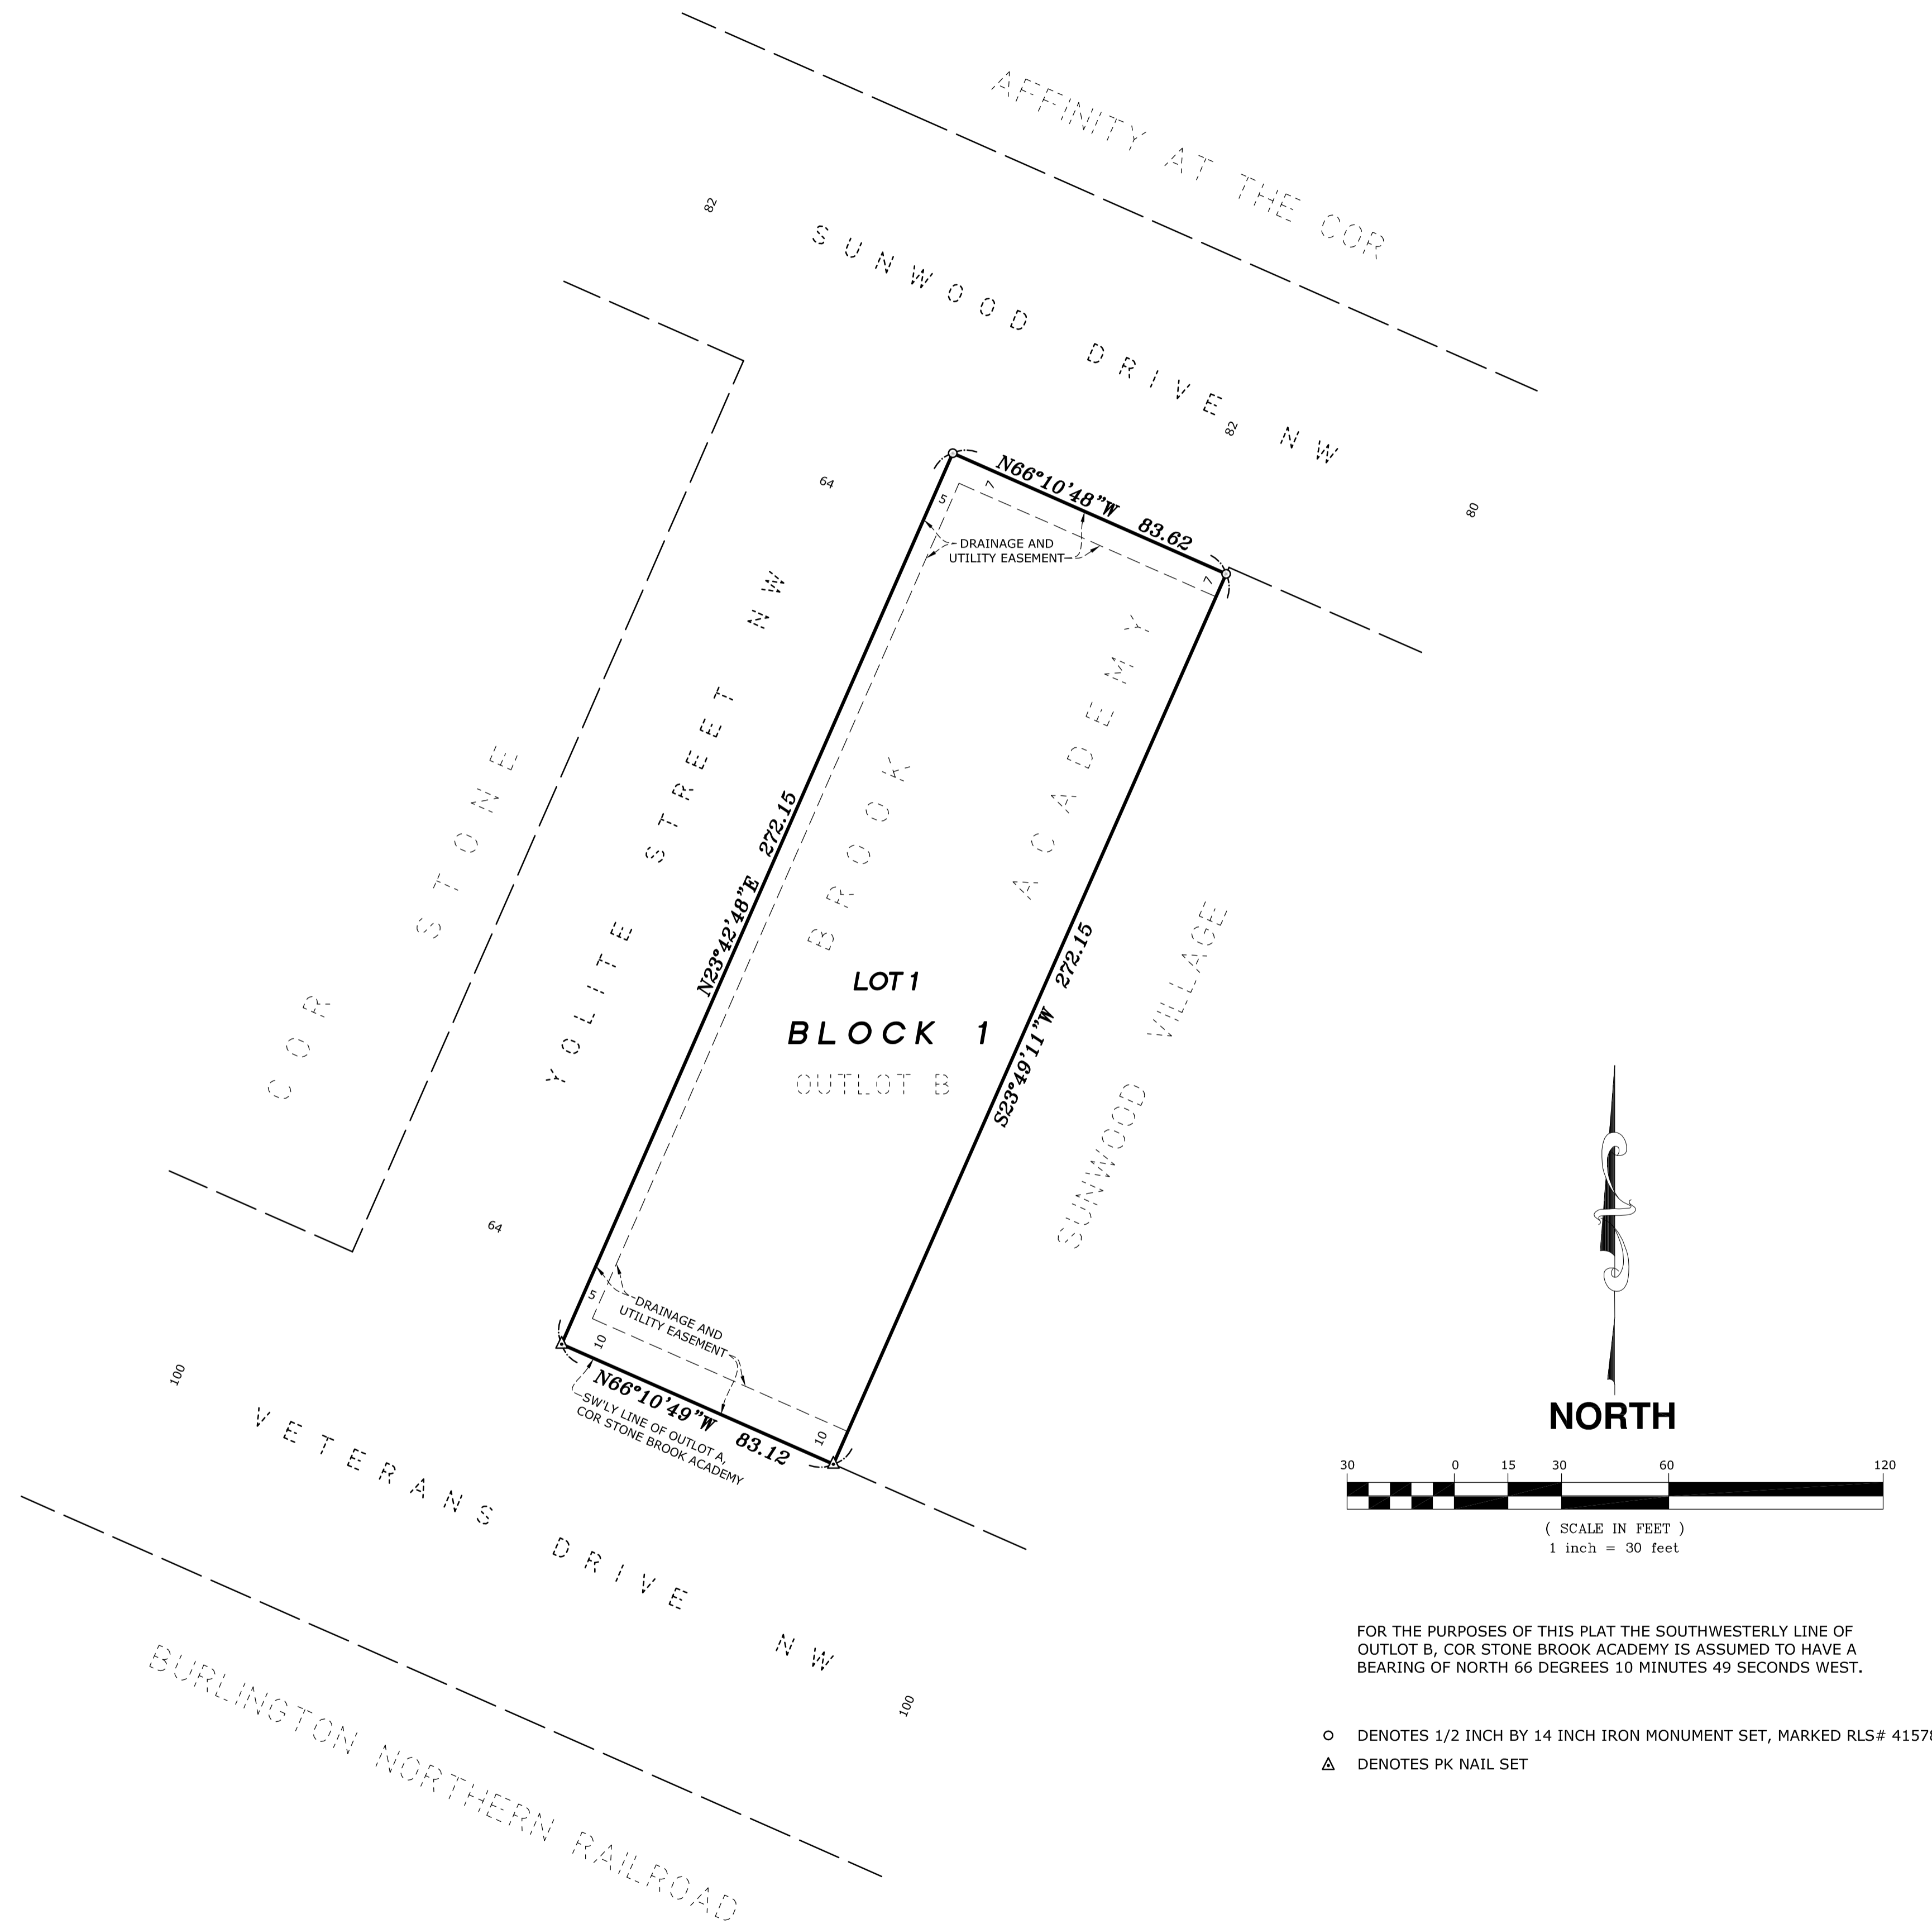 AFFINITY AT THE COR
82
SUNWOOD DRIVE NW
82
80
64
N66°10'48"W 83.62
5
7
7
DRAINAGE AND
UTILITY EASEMENT
YOLITE STREET NW
COR STONE
BROOK
ACADEMY
N23°42'48"E 272.15
S23°49'11"W 272.15
LOT 1
BLOCK 1
OUTLOT B
SUNWOOD VILLAGE
64
5
10
DRAINAGE AND
UTILITY EASEMENT
10
N66°10'49"W 83.12
SW'LY LINE OF OUTLOT A,
COR STONE BROOK ACADEMY
100
VETERANS DRIVE NW
100
BURLINGTON NORTHERN RAILROAD
NORTH
30 0 15 30 60 120
( SCALE IN FEET )
1 inch = 30 feet
FOR THE PURPOSES OF THIS PLAT THE SOUTHWESTERLY LINE OF
OUTLOT B, COR STONE BROOK ACADEMY IS ASSUMED TO HAVE A
BEARING OF NORTH 66 DEGREES 10 MINUTES 49 SECONDS WEST.
DENOTES 1/2 INCH BY 14 INCH IRON MONUMENT SET, MARKED RLS# 41578
DENOTES PK NAIL SET